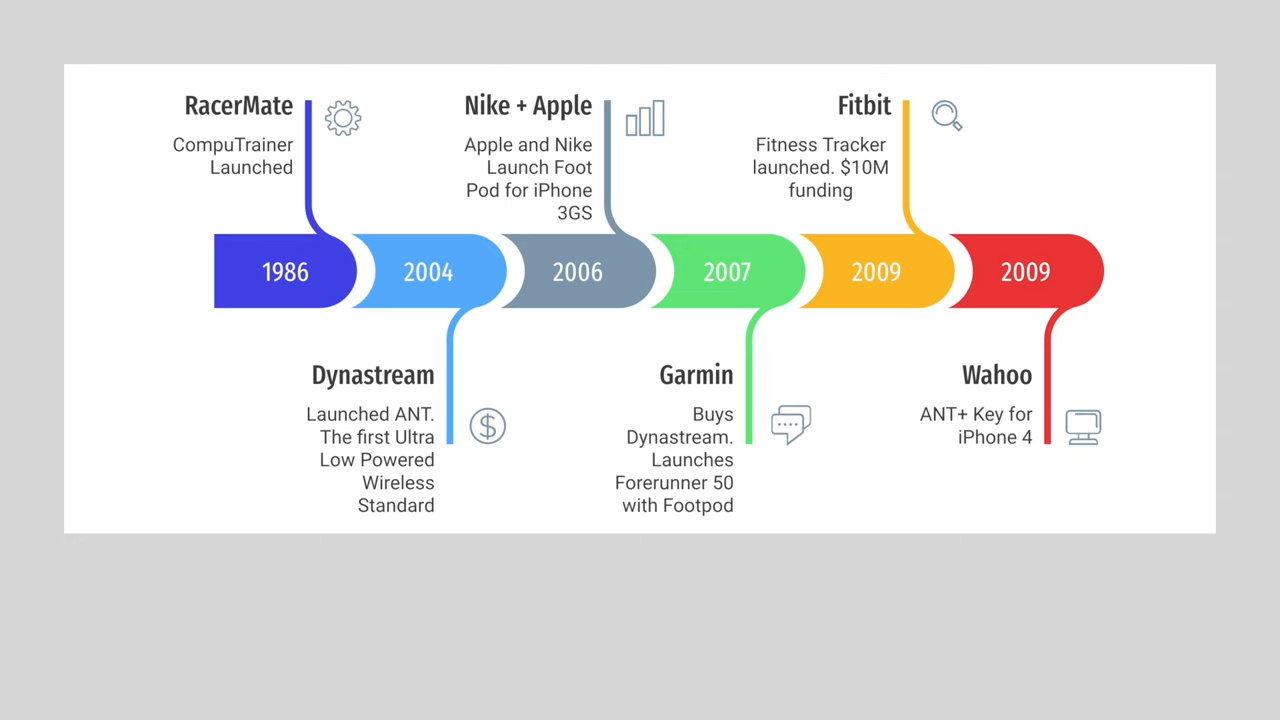 RacerMate
CompuTrainer
Launched
Nike + Apple
Apple and Nike
Launch Foot
Pod for iPhone
3GS
Fitbit
Fitness Tracker
launched. $10M
funding
1986
2004
2006
2007
2009
2009
Dynastream
Launched ANT.
The first Ultra
Low Powered
Wireless
Standard
Garmin
Buys
Dynastream.
Launches
Forerunner 50
with Footpod
Wahoo
ANT+ Key for
iPhone 4